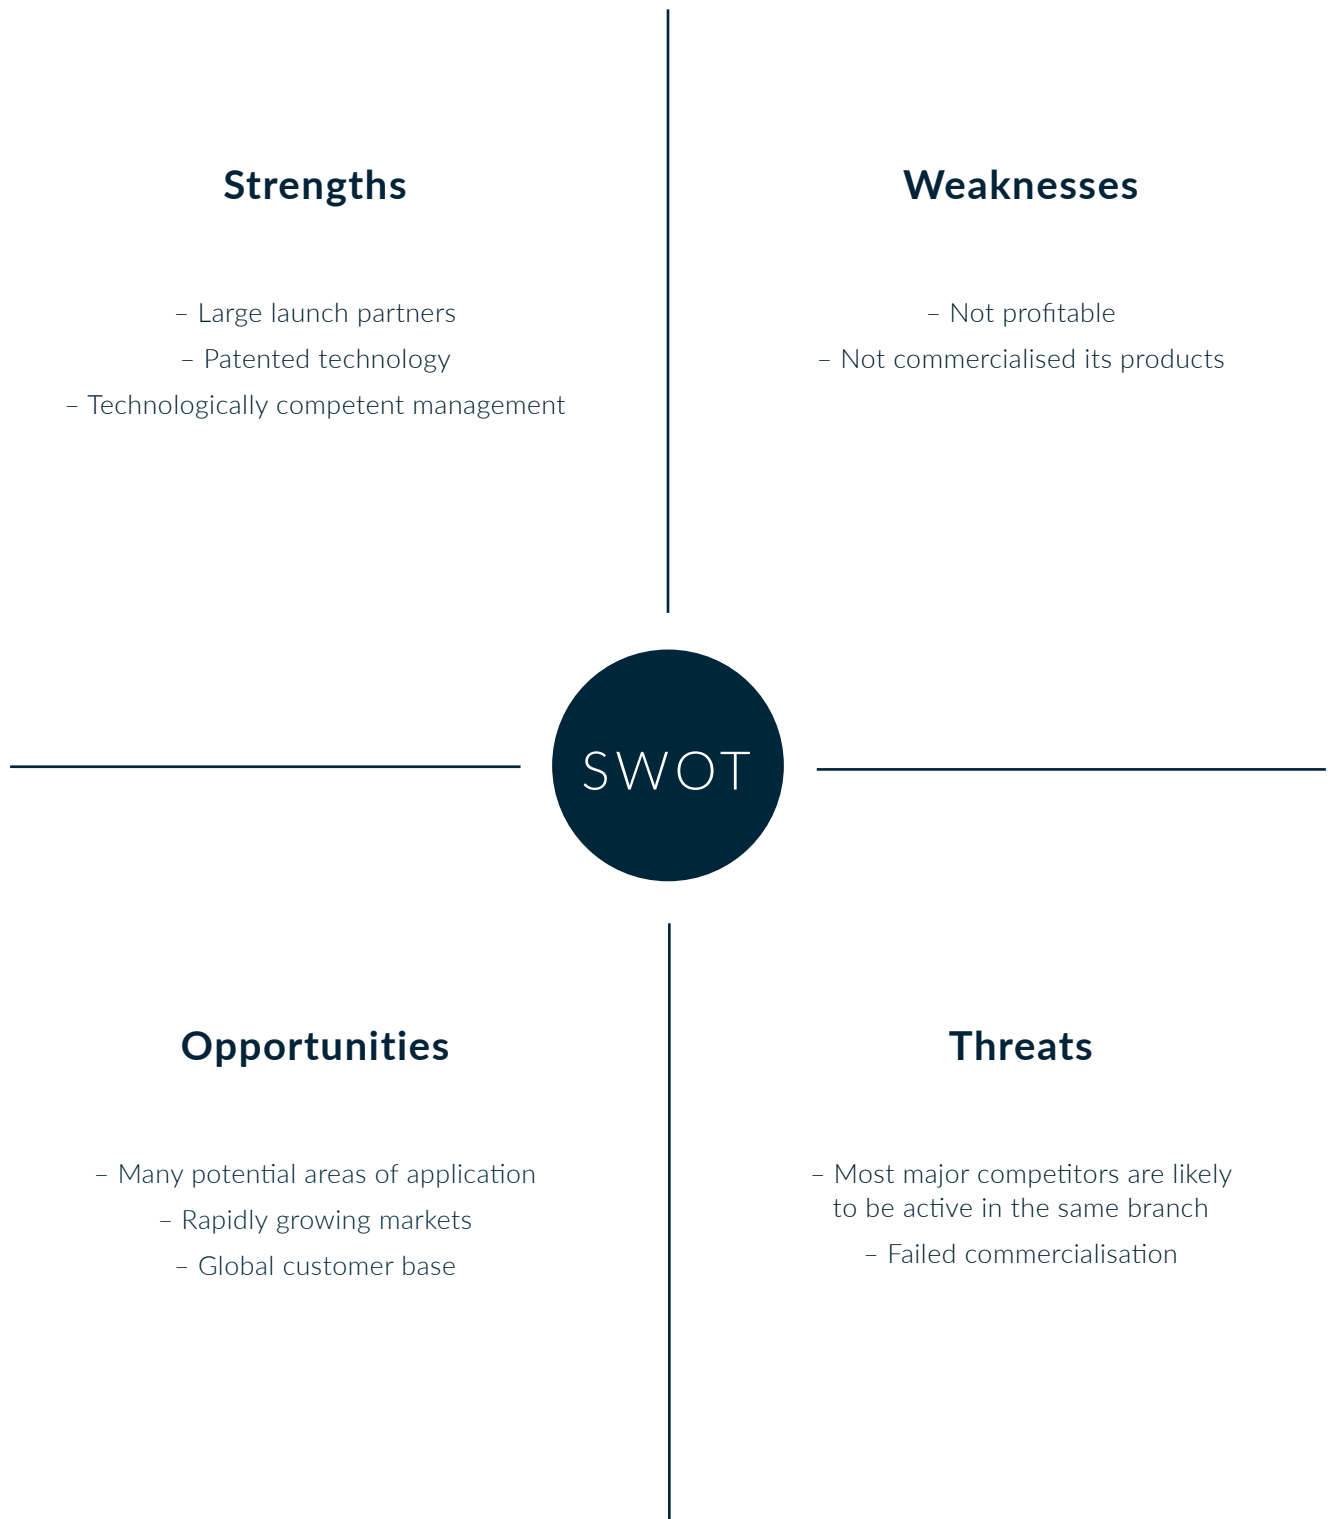 Strengths
– Large launch partners
– Patented technology
– Technologically competent management
Weaknesses
– Not profitable
– Not commercialised its products
SWOT
Opportunities
– Many potential areas of application
– Rapidly growing markets
– Global customer base
Threats
– Most major competitors are likely
to be active in the same branch
– Failed commercialisation